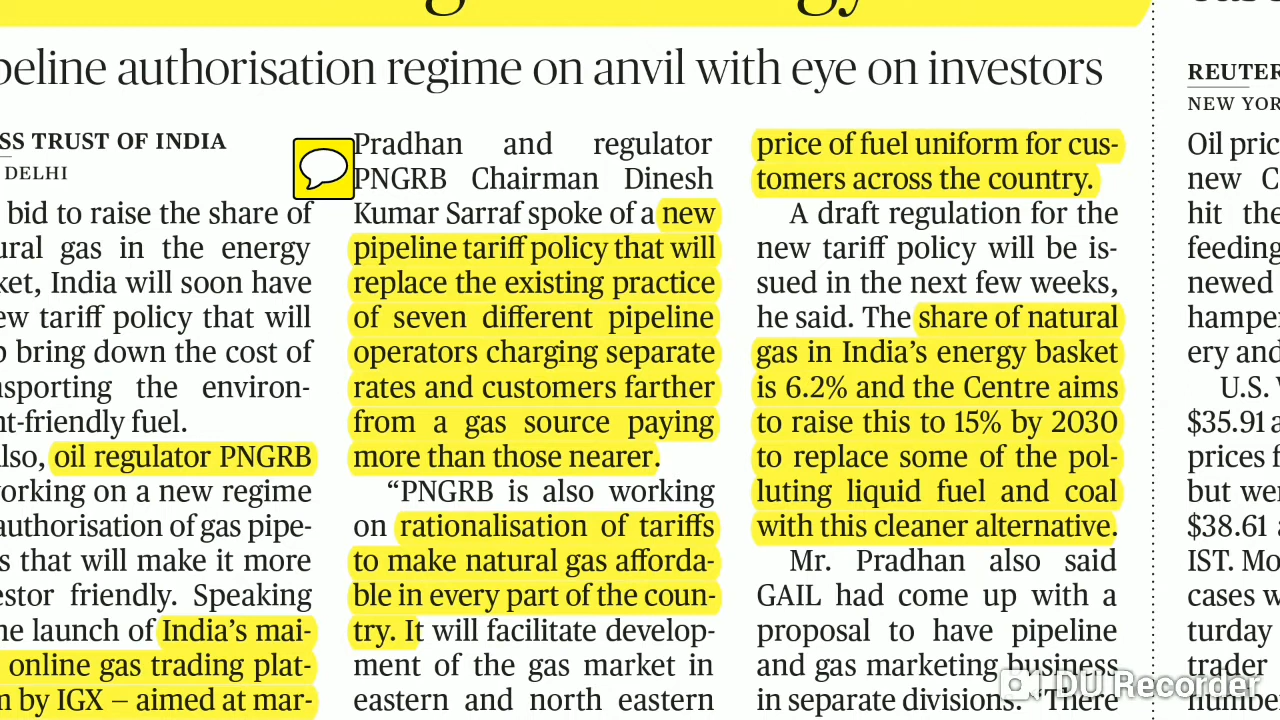 peline authorisation regime on anvil with eye on investors
SS TRUST OF INDIA
DELHI
bid to raise the share of
ural gas in the energy
ket, India will soon have
ew tariff policy that will
bring down the cost of
nsporting the environ-
nt-friendly fuel.
lso, oil regulator PNGRB
orking on a new regime
authorisation of gas pipe-
s that will make it more
estor friendly. Speaking
he launch of India's mai-
online gas trading plat-
m by IGX – aimed at mar-
Pradhan and regulator
PNGRB Chairman Dinesh
Kumar Sarraf spoke of a new
pipeline tariff policy that will
replace the existing practice
of seven different pipeline
operators charging separate
rates and customers farther
from a gas source paying
more than those nearer.
"PNGRB is also working
on rationalisation of tariffs
to make natural gas afforda-
ble in every part of the coun-
try. It will facilitate develop-
ment of the gas market in
eastern and north eastern
price of fuel uniform for cus-
tomers across the country.
A draft regulation for the
new tariff policy will be is-
sued in the next few weeks,
he said. The share of natural
gas in India's energy basket
is 6.2% and the Centre aims
to raise this to 15% by 2030
to replace some of the pol-
luting liquid fuel and coal
with this cleaner alternative.
Mr. Pradhan also said
GAIL had come up with a
proposal to have pipeline
and gas marketing business
in separate divisions. "There
REUTER
NEW YOR
Oil pric
new C
hit the
feeding
newed
hampe
ery and
U.S.
$35.91 a
prices f
but wer
$38.61 a
IST. Mo
cases w
turday
trader
number
DU Recorder